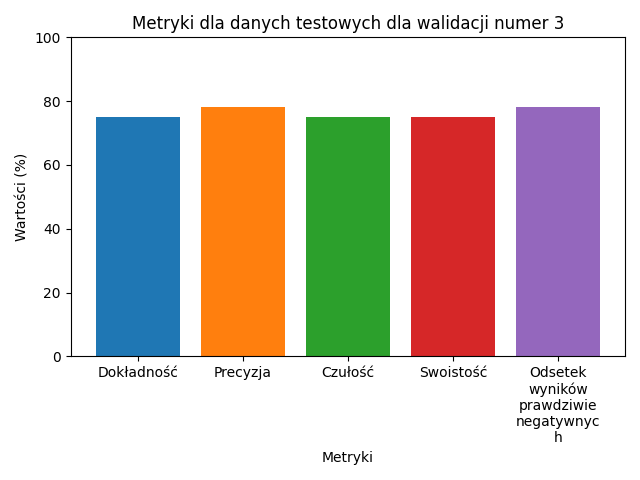 Metryki dla danych testowych dla walidacji numer 3
100
80
60
40
20
0
Wartości (%)
Dokładność
Precyzja
Czułość
Swoistość
Odsetek
wyników
prawdziwie
negatywnyc
h
Metryki